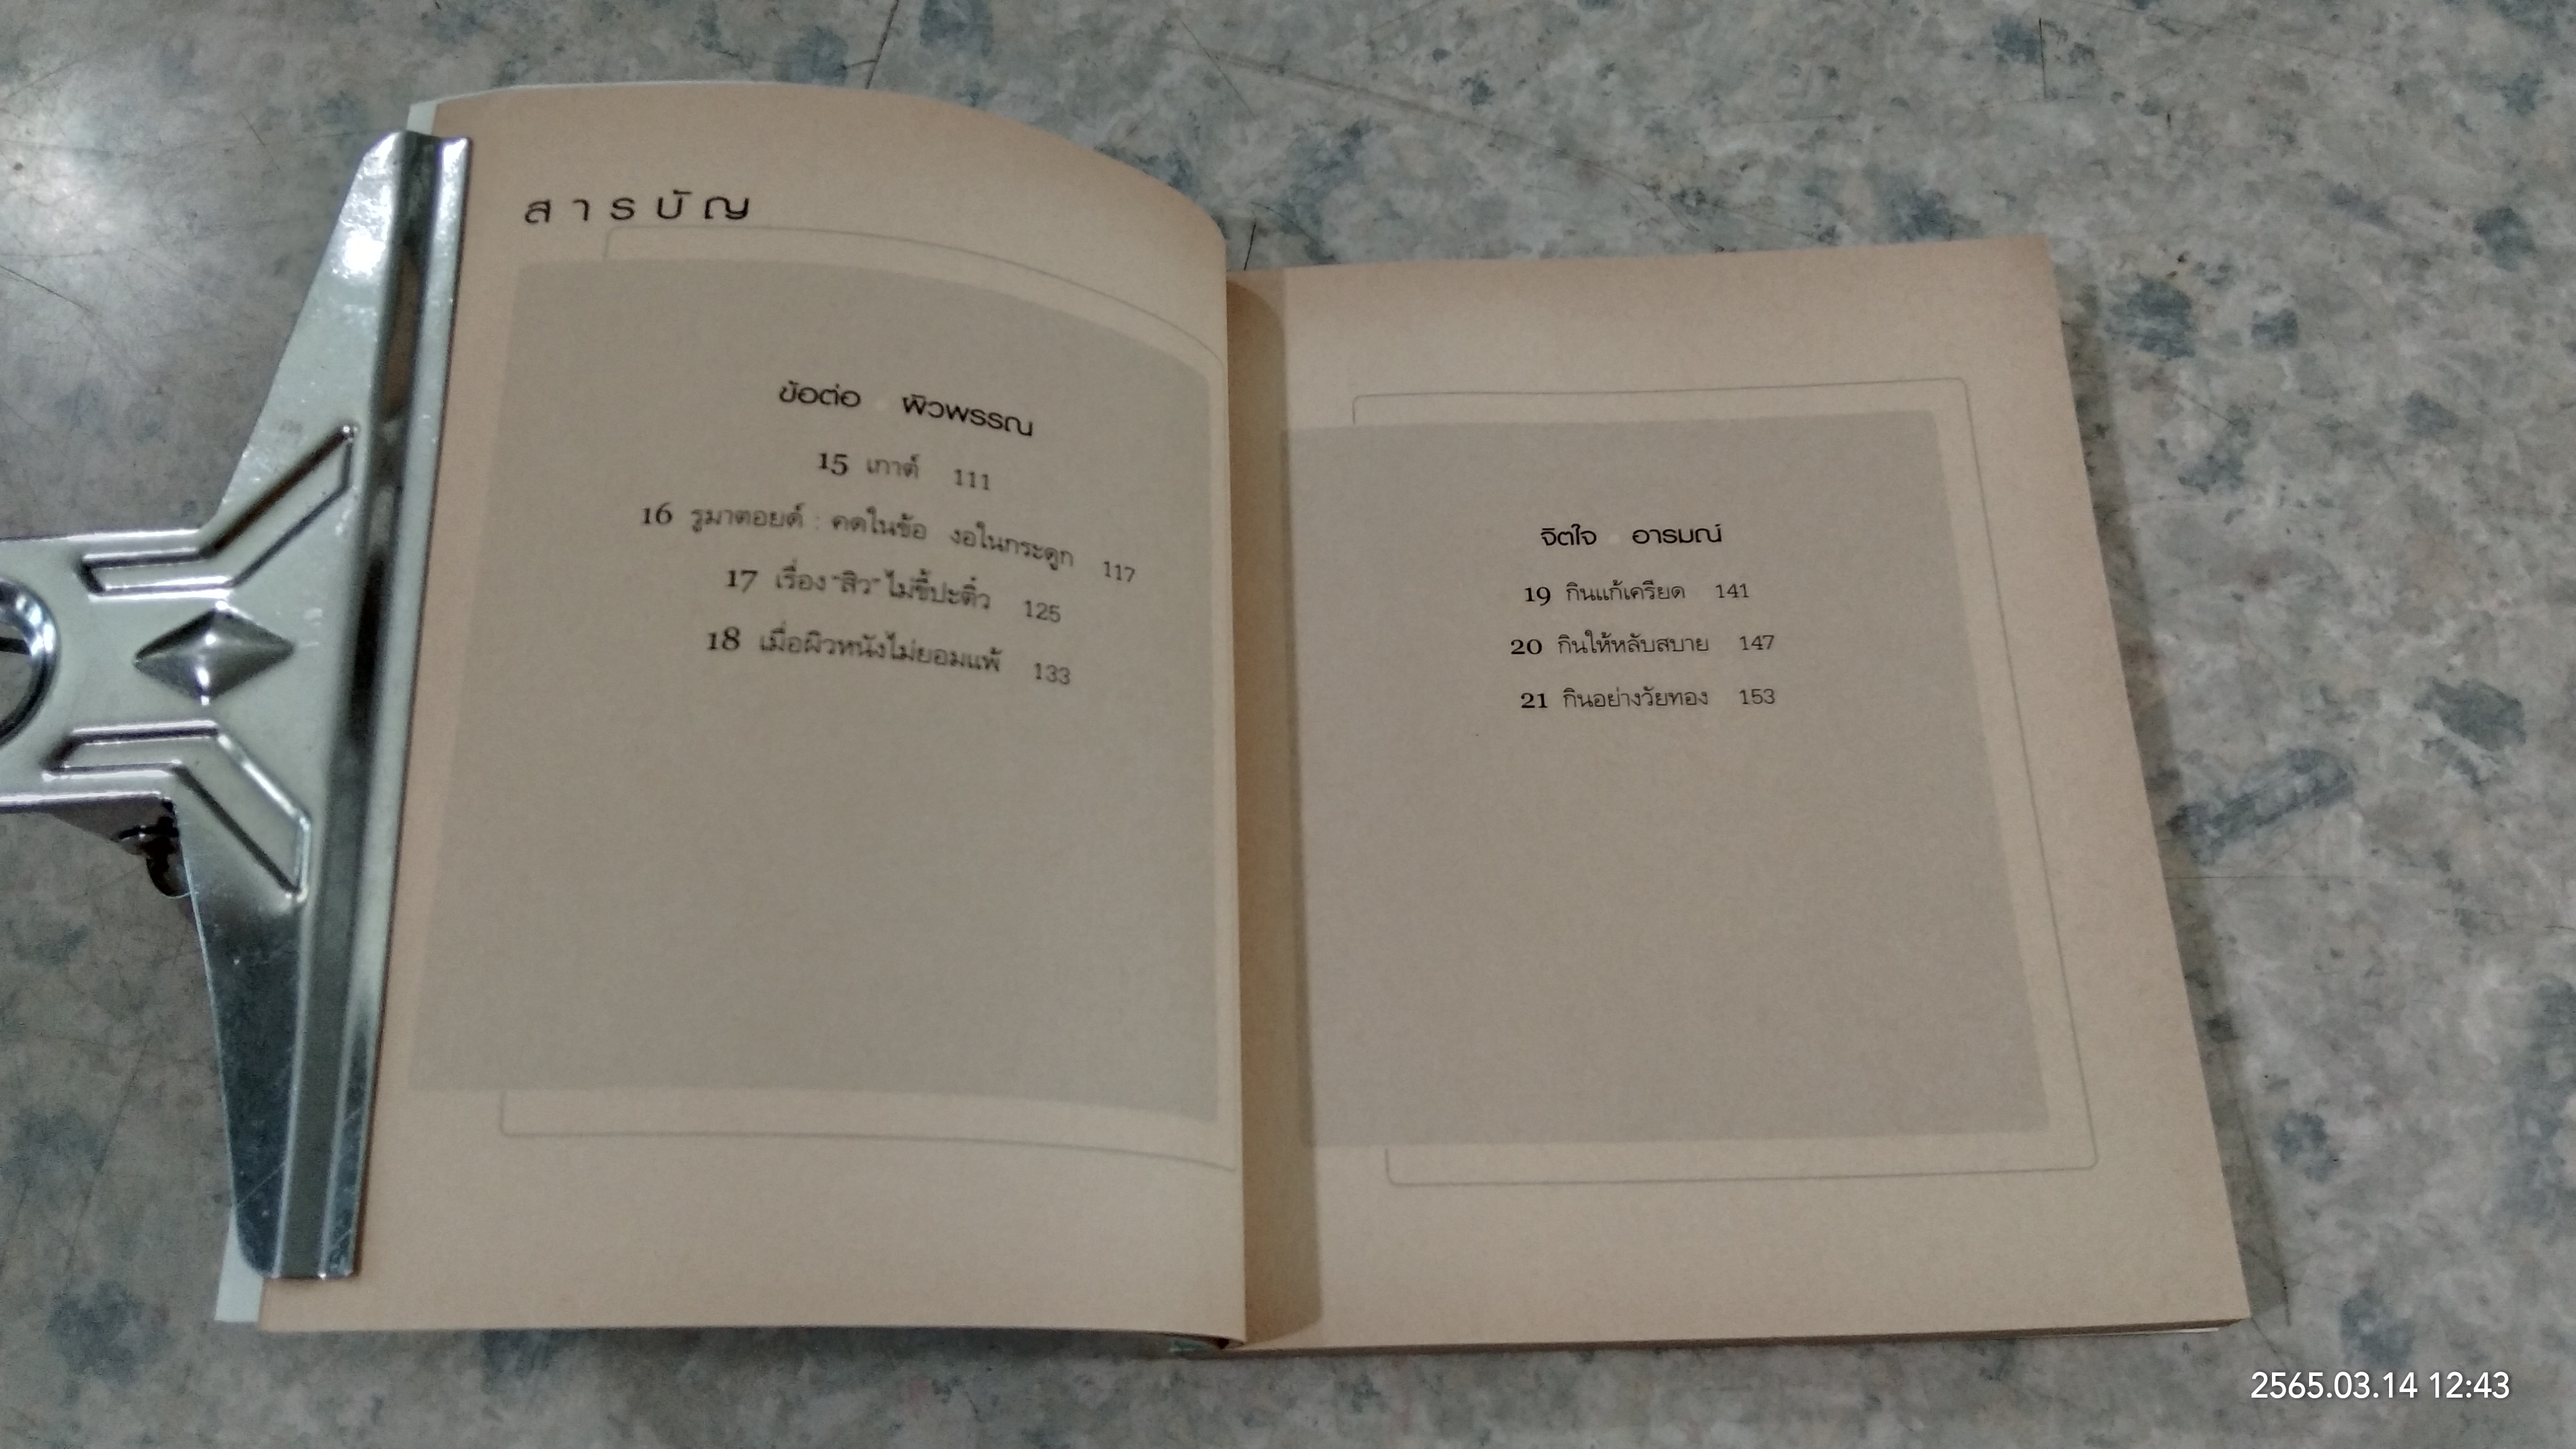 สารบัญ
ข้อต่อ ผิวพรรณ
15 เกาต์ 111
16 รูมาตอยด์ : คดในข้อ งอในกระดูก 117
17 เรื่อง "สิว" ไม่ขี้ปะติ๋ว 125
18 เมื่อผิวหนังไม่ยอมแพ้ 133
จิตใจ อารมณ์
19 กินแก้เครียด 141
20 กินให้หลับสบาย 147
21 กินอย่างวัยทอง 153
2565.03.14 12:43